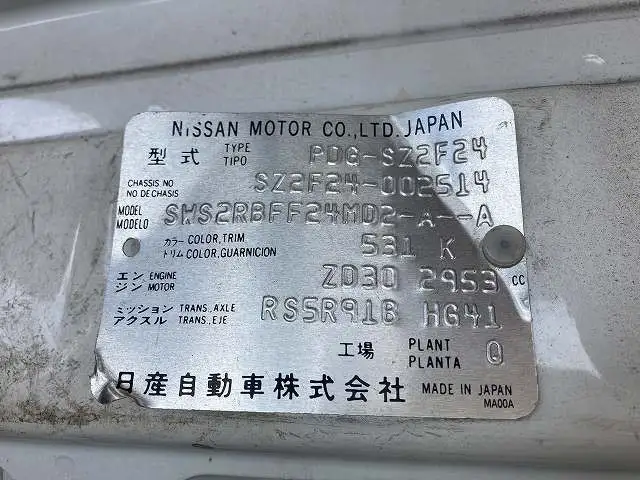 NISSAN MOTOR CO.,LTD. JAPAN
型式 TYPE TIPO PDG-SZ2F24
CHASSIS NO NO DE CHASIS SZ2F24-002514
MODEL MODELO SWS2RBFF24MD2-A--A
カラー COLOR,TRIM トリム COLOR,GUARNICION 531 K
エンジン ENGINE MOTOR ZD30 2953 CC
ミッション TRANS.,AXLE アクスル TRANS.,EJE RS5R91B HG41
工場 PLANT PLANTA Q
日産自動車株式会社 MADE IN JAPAN
MA00A